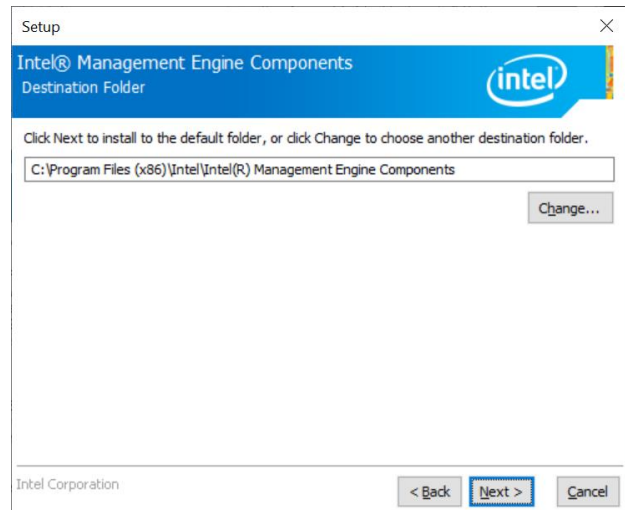 Setup
Intel® Management Engine Components
Destination Folder
intel
Click Next to install to the default folder, or click Change to choose another destination folder.
C:\Program Files (x86)\Intel\Intel(R) Management Engine Components
Change...
Intel Corporation
< Back
Next >
Cancel